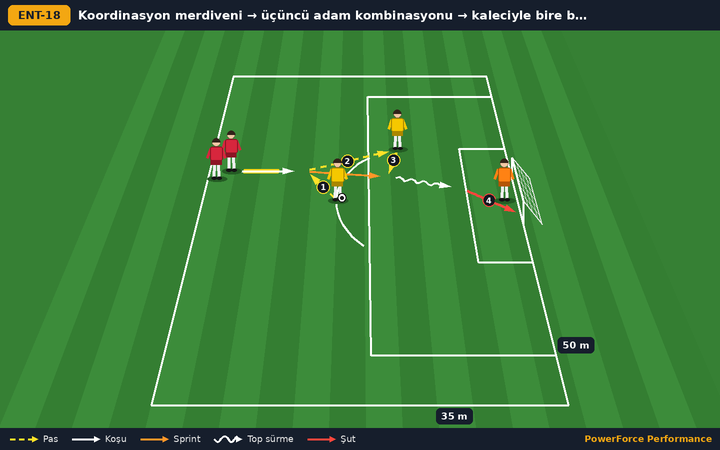 ENT-18 Koordinasyon merdiveni → üçüncü adam kombinasyonu → kaleciyle bire b...
2
3
1
4
50 m
35 m
Pas Koşu Sprint Top sürme Şut PowerForce Performance